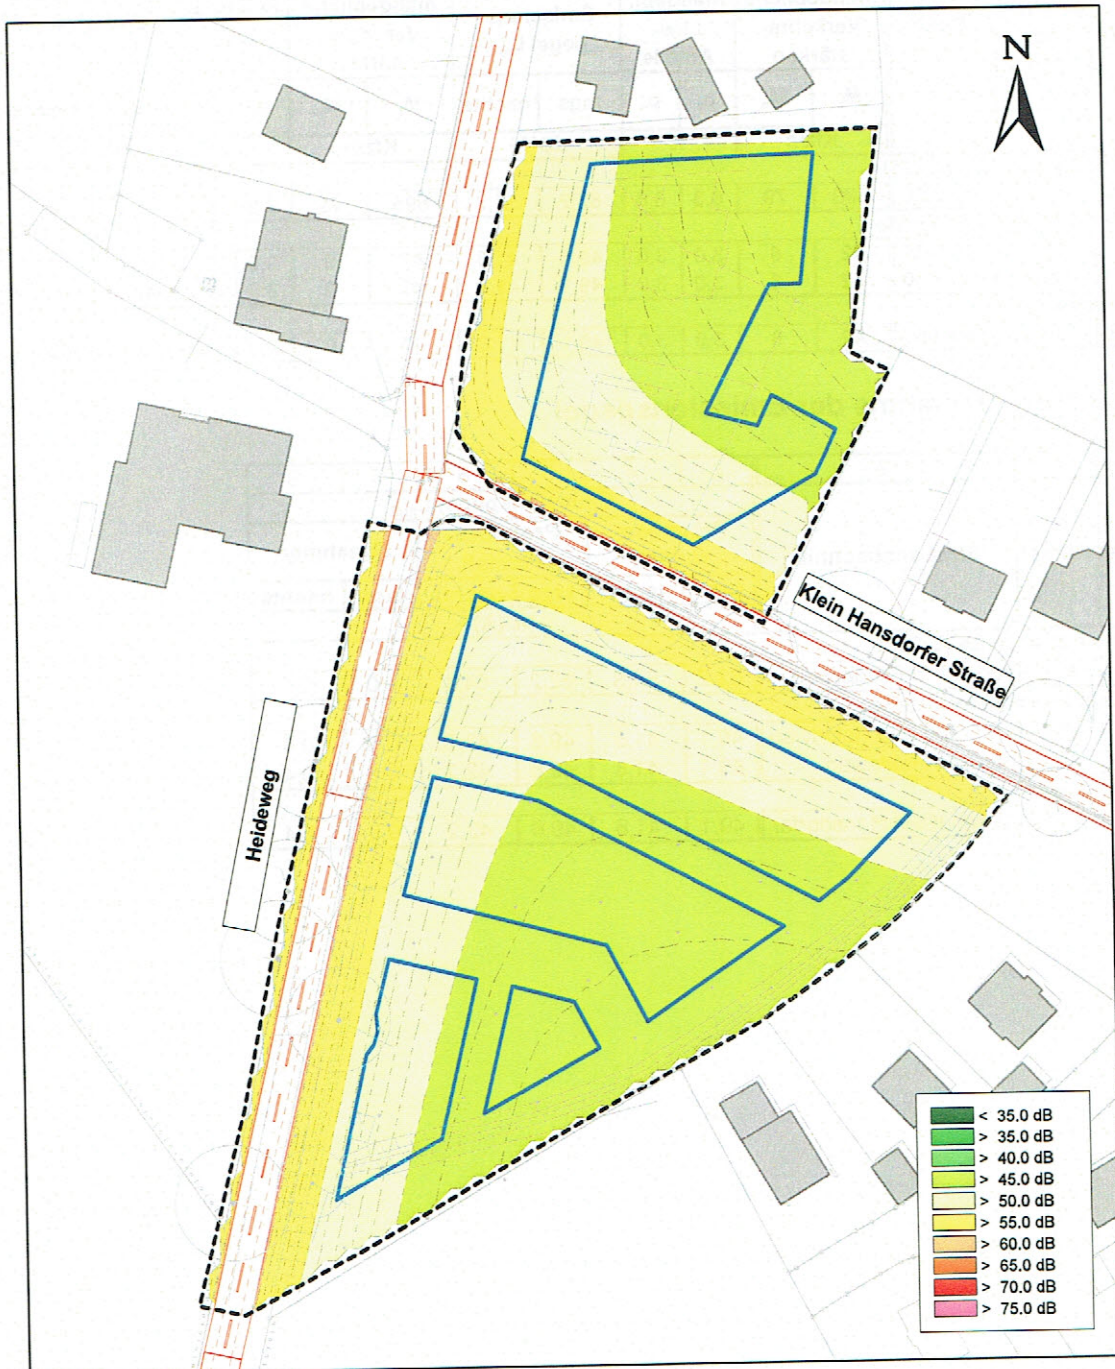 N
Klein Hansdorfer Straße
Heideweg
< 35.0 dB
> 35.0 dB
> 40.0 dB
> 45.0 dB
> 50.0 dB
> 55.0 dB
> 60.0 dB
> 65.0 dB
> 70.0 dB
> 75.0 dB